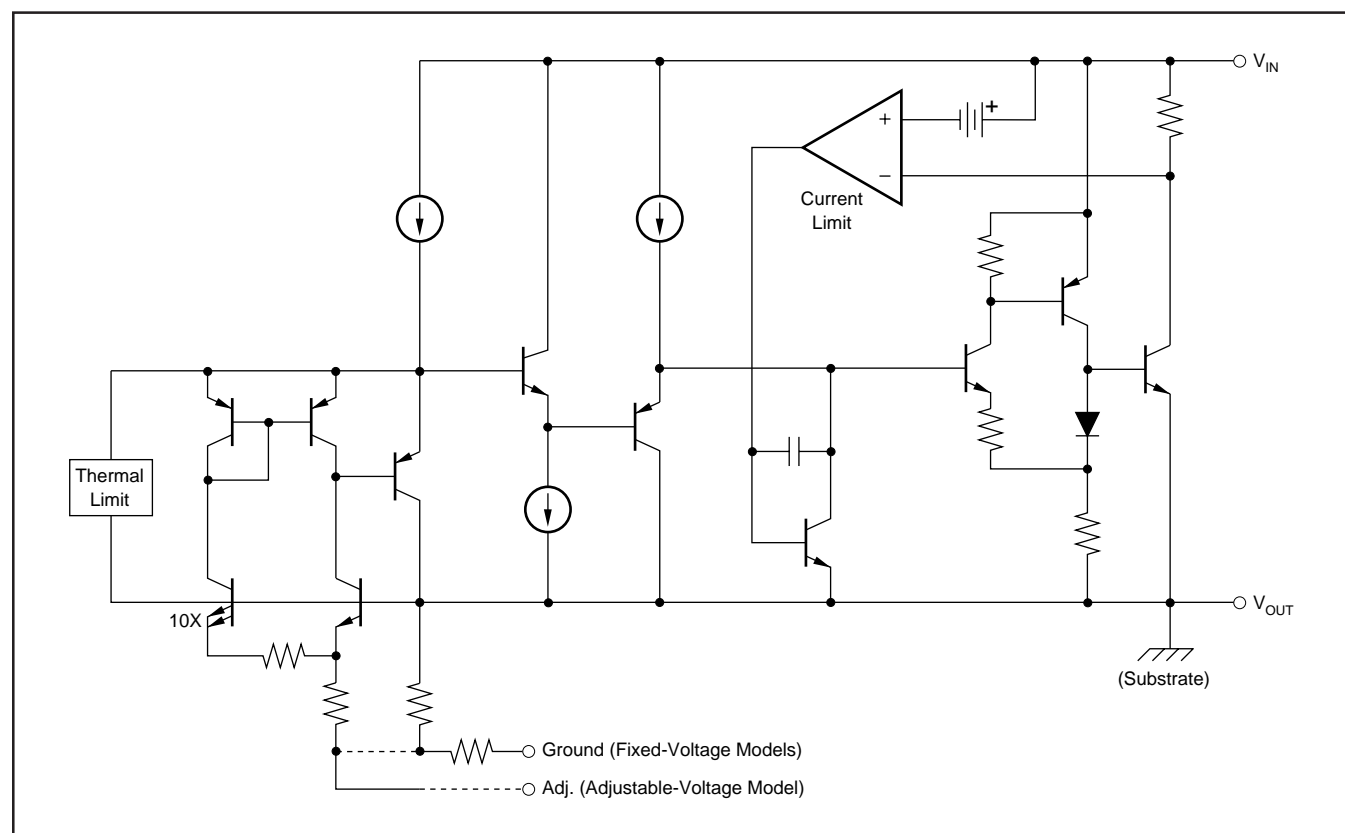 V_IN
+
+
−
Current
Limit
Thermal
Limit
10X
V_OUT
(Substrate)
Ground (Fixed-Voltage Models)
Adj. (Adjustable-Voltage Model)